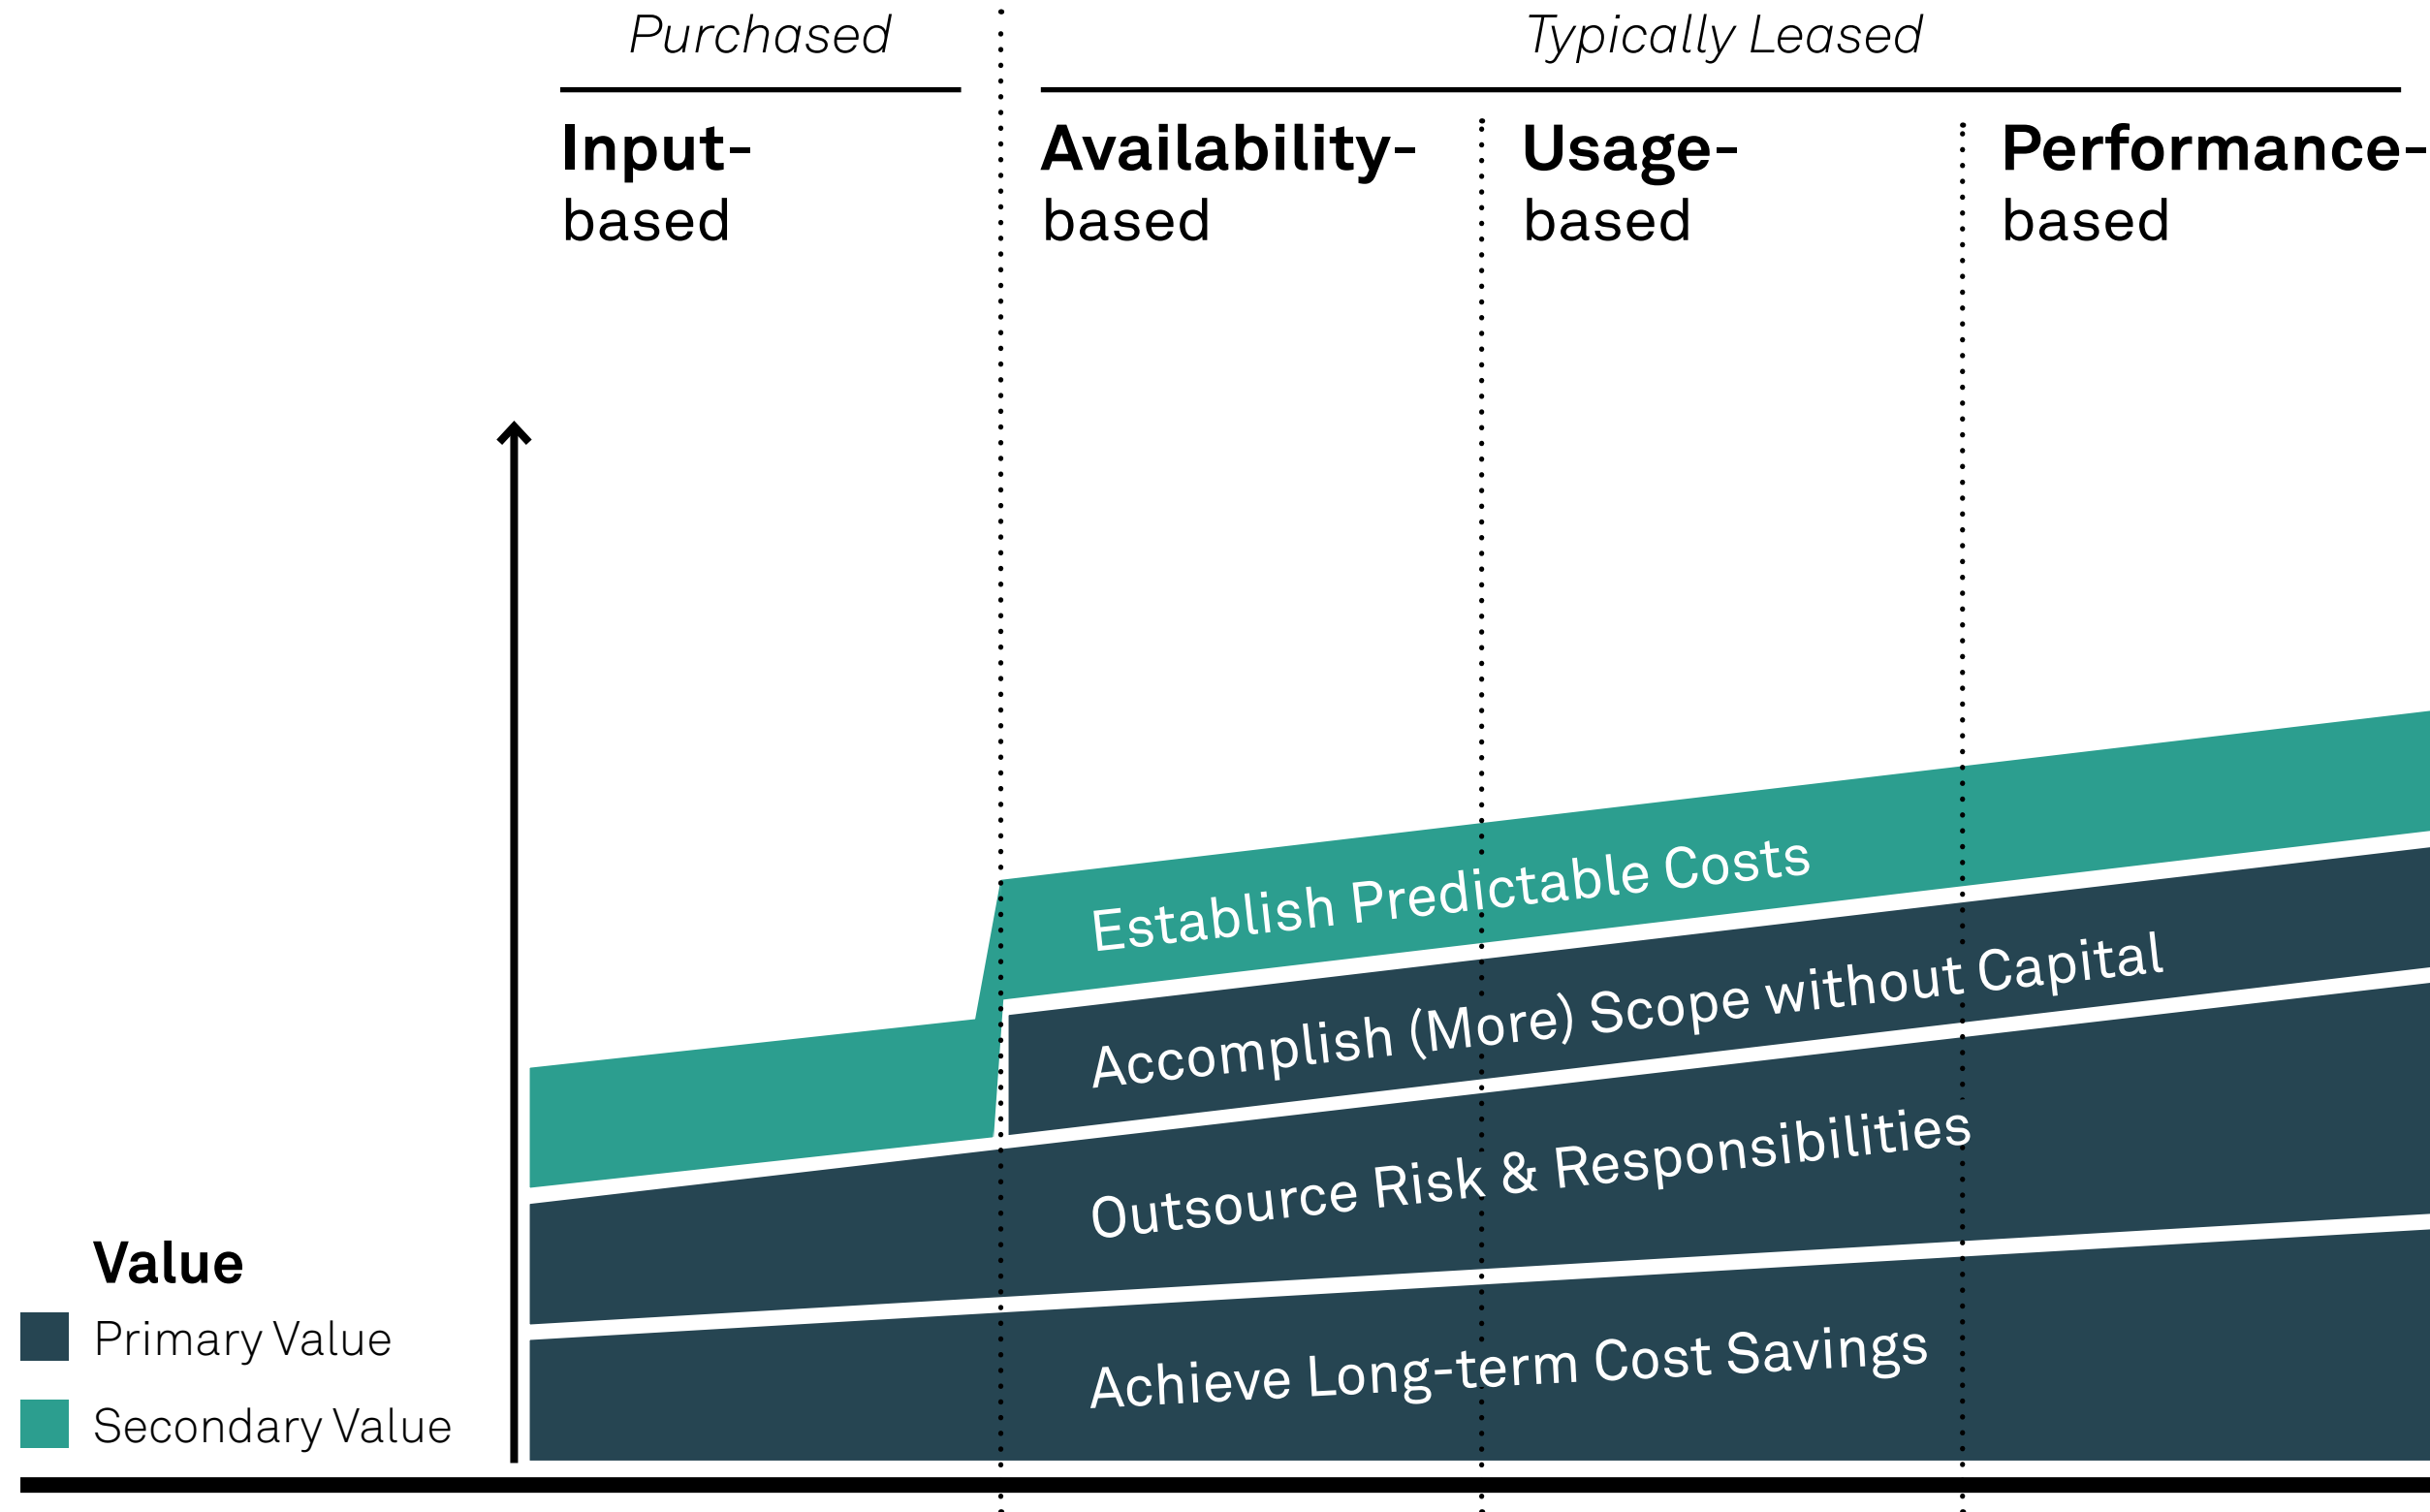 Purchased
Typically Leased
Input-
based
Availability-
based
Usage-
based
Performance-
based
Establish Predictable Costs
Accomplish (More) Scope without Capital
Outsource Risk & Responsibilities
Achieve Long-term Cost Savings
Value
Primary Value
Secondary Value